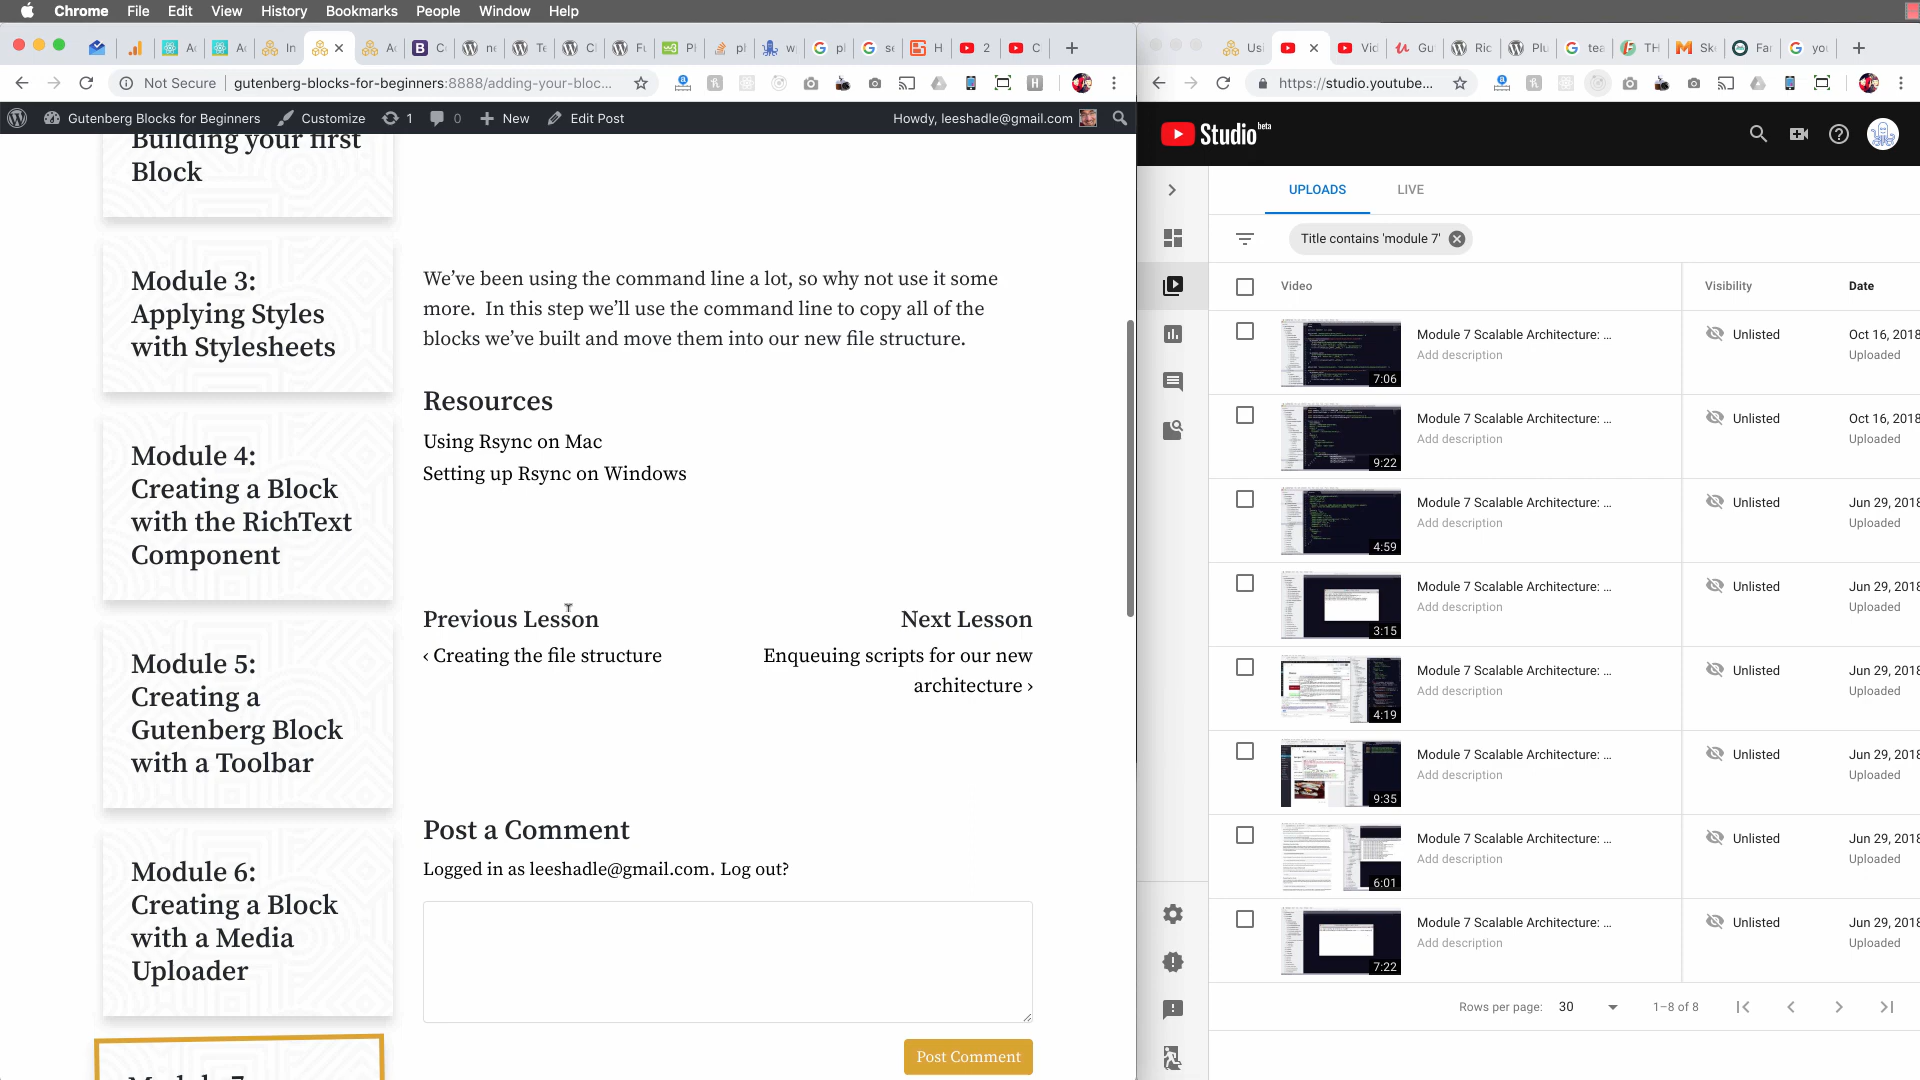 Chrome File Edit View History Bookmarks People Window Help
Not Secure gutenberg-blocks-for-beginners:8888/adding-your-bloc...
https://studio.youtube...
Gutenberg Blocks for Beginners Customize 1 0 New Edit Post Howdy, leeshadle@gmail.com
Building your first
Block
Module 3:
Applying Styles
with Stylesheets
Module 4:
Creating a Block
with the RichText
Component
Module 5:
Creating a
Gutenberg Block
with a Toolbar
Module 6:
Creating a Block
with a Media
Uploader
We’ve been using the command line a lot, so why not use it some
more. In this step we’ll use the command line to copy all of the
blocks we’ve built and move them into our new file structure.
Resources
Using Rsync on Mac
Setting up Rsync on Windows
Previous Lesson
‹ Creating the file structure
Next Lesson
Enqueuing scripts for our new
architecture ›
Post a Comment
Logged in as leeshadle@gmail.com. Log out?
Post Comment
Studio beta
UPLOADS LIVE
Title contains 'module 7'
Video Visibility Date
Module 7 Scalable Architecture: ... Unlisted Oct 16, 2018
Add description Uploaded
7:06
Module 7 Scalable Architecture: ... Unlisted Oct 16, 2018
Add description Uploaded
9:22
Module 7 Scalable Architecture: ... Unlisted Jun 29, 2018
Add description Uploaded
4:59
Module 7 Scalable Architecture: ... Unlisted Jun 29, 2018
Add description Uploaded
3:15
Module 7 Scalable Architecture: ... Unlisted Jun 29, 2018
Add description Uploaded
4:19
Module 7 Scalable Architecture: ... Unlisted Jun 29, 2018
Add description Uploaded
9:35
Module 7 Scalable Architecture: ... Unlisted Jun 29, 2018
Add description Uploaded
6:01
Module 7 Scalable Architecture: ... Unlisted Jun 29, 2018
Add description Uploaded
7:22
Rows per page: 30 1–8 of 8